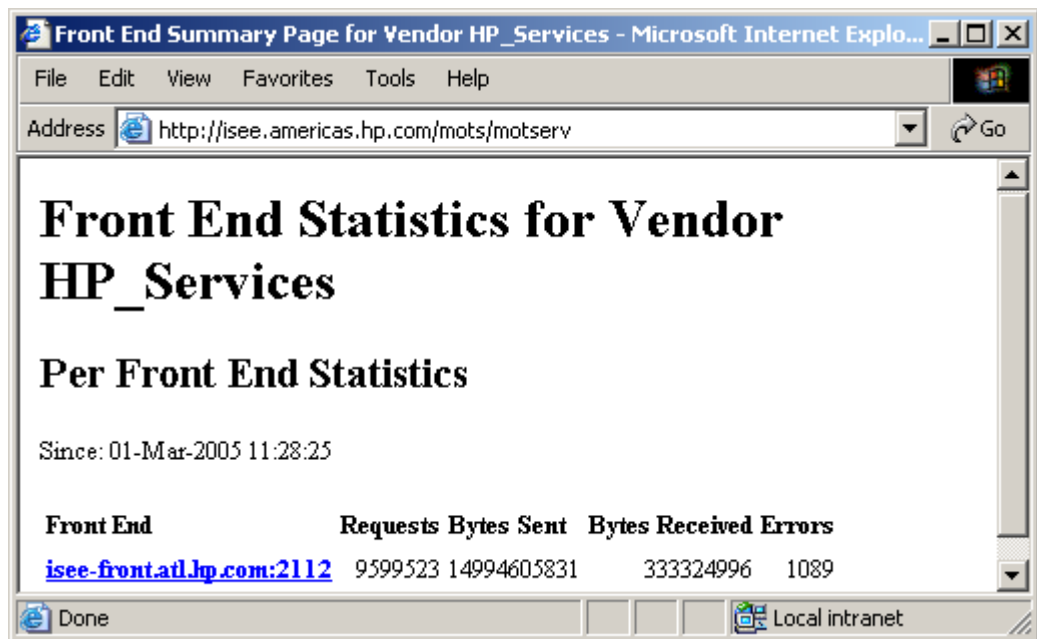 Front End Summary Page for Vendor HP_Services - Microsoft Internet Explo...
File Edit View Favorites Tools Help
Address http://isee.americas.hp.com/mots/motserv Go
Front End Statistics for Vendor
HP_Services
Per Front End Statistics
Since: 01-Mar-2005 11:28:25
Front End Requests Bytes Sent Bytes Received Errors
isee-front.atl.hp.com:2112 9599523 14994605831 333324996 1089
Done Local intranet